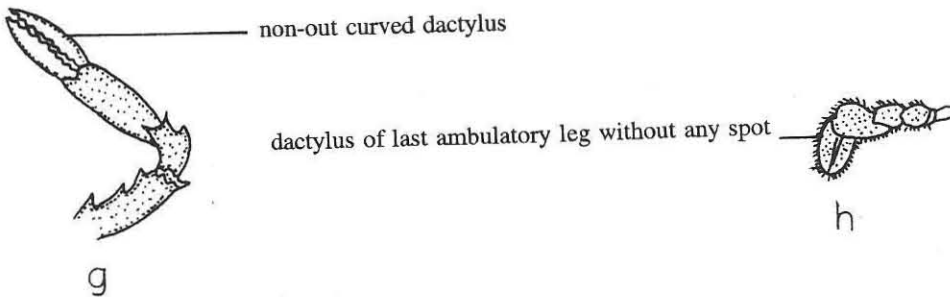 non-out curved dactylus
dactylus of last ambulatory leg without any spot
h
g